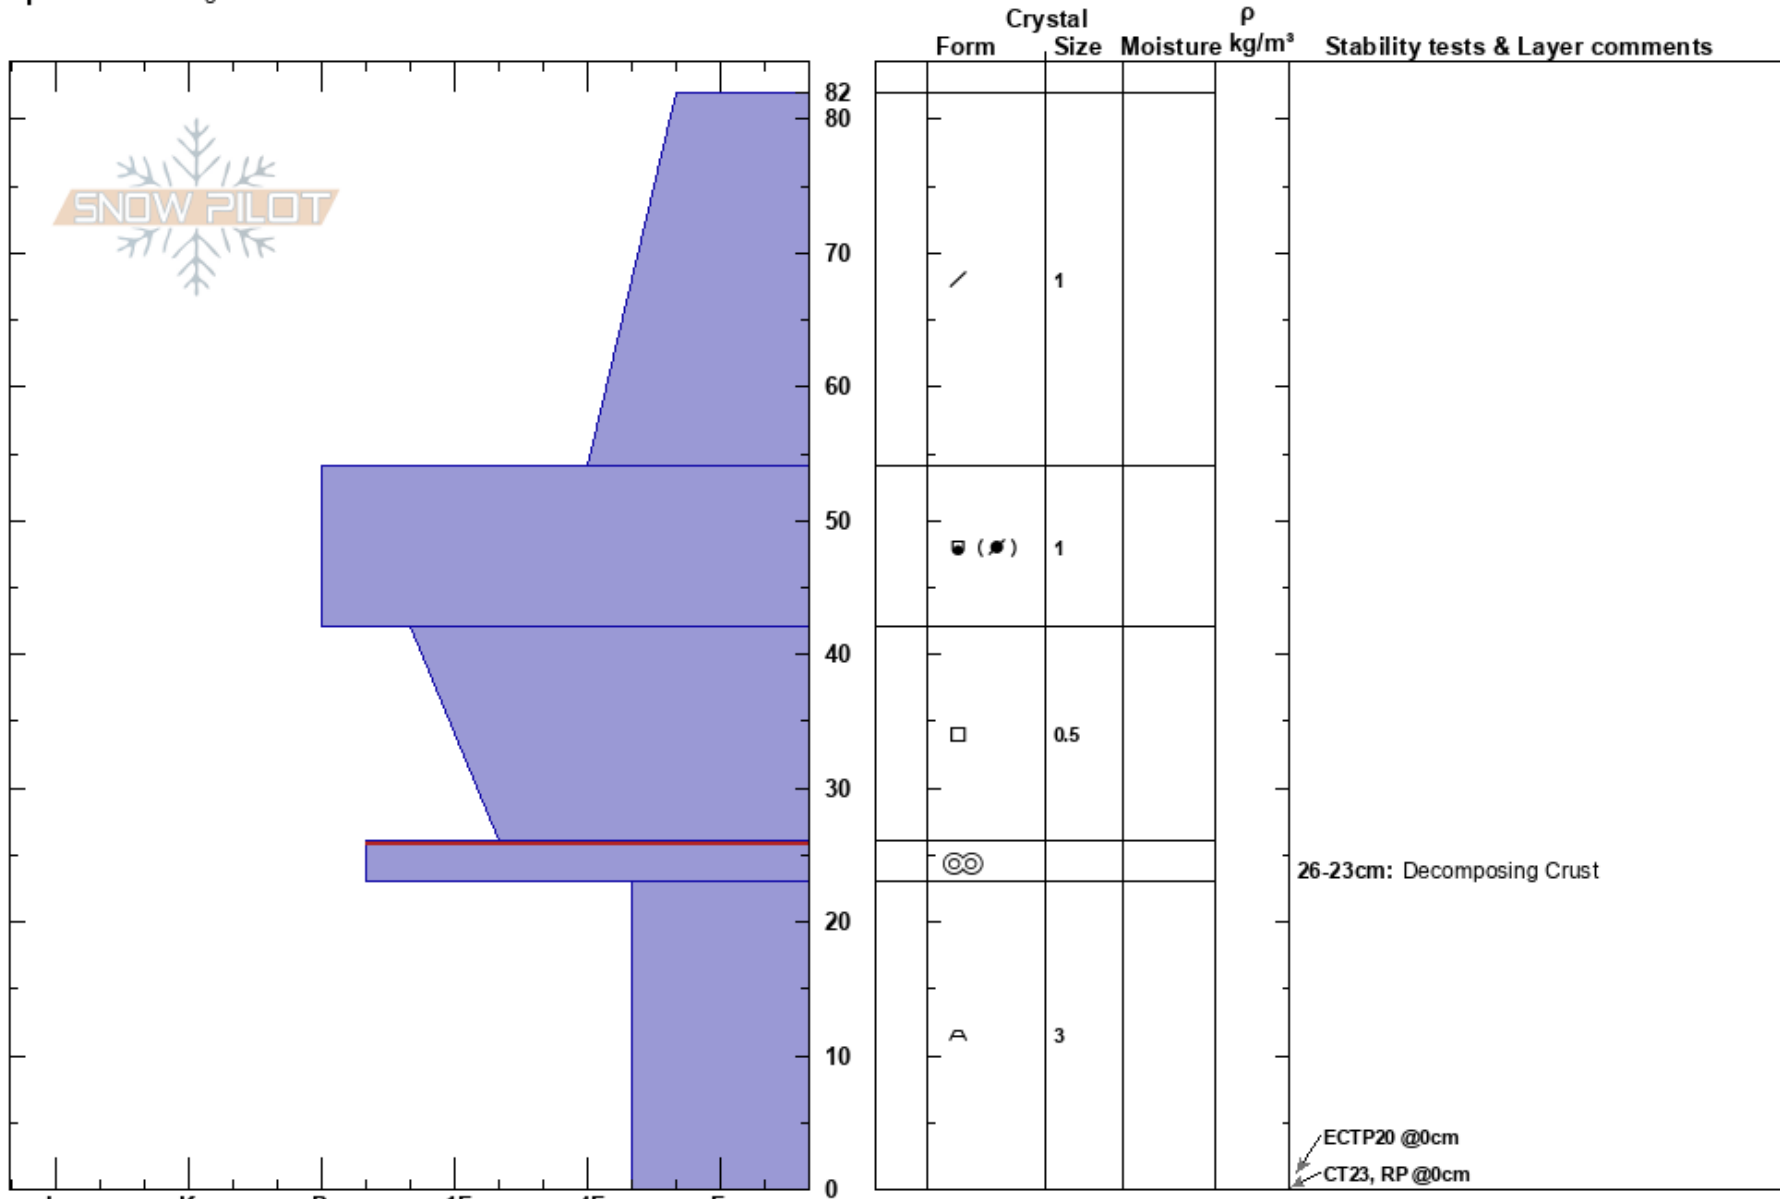 Crystal
ρ
Form Size Moisture kg/m³ Stability tests & Layer comments
82
80
SNOW PILOT
70
1
60
50
( ) 1
40
0.5
30
26-23cm: Decomposing Crust
20
3
10
ECTP20 @0cm
CT23, RP @0cm
0